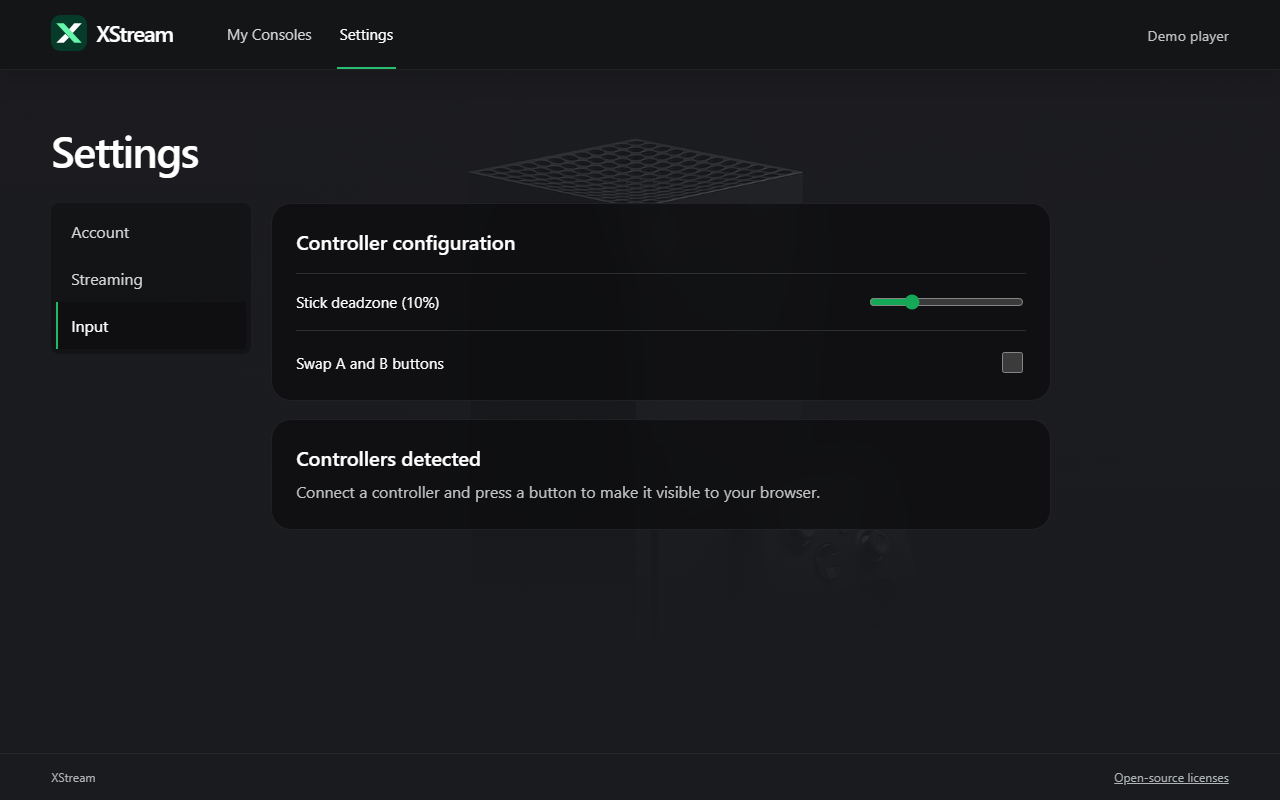 XStream
My Consoles
Settings
Demo player
Settings
Account
Streaming
Input
Controller configuration
Stick deadzone (10%)
Swap A and B buttons
Controllers detected
Connect a controller and press a button to make it visible to your browser.
XStream
Open-source licenses